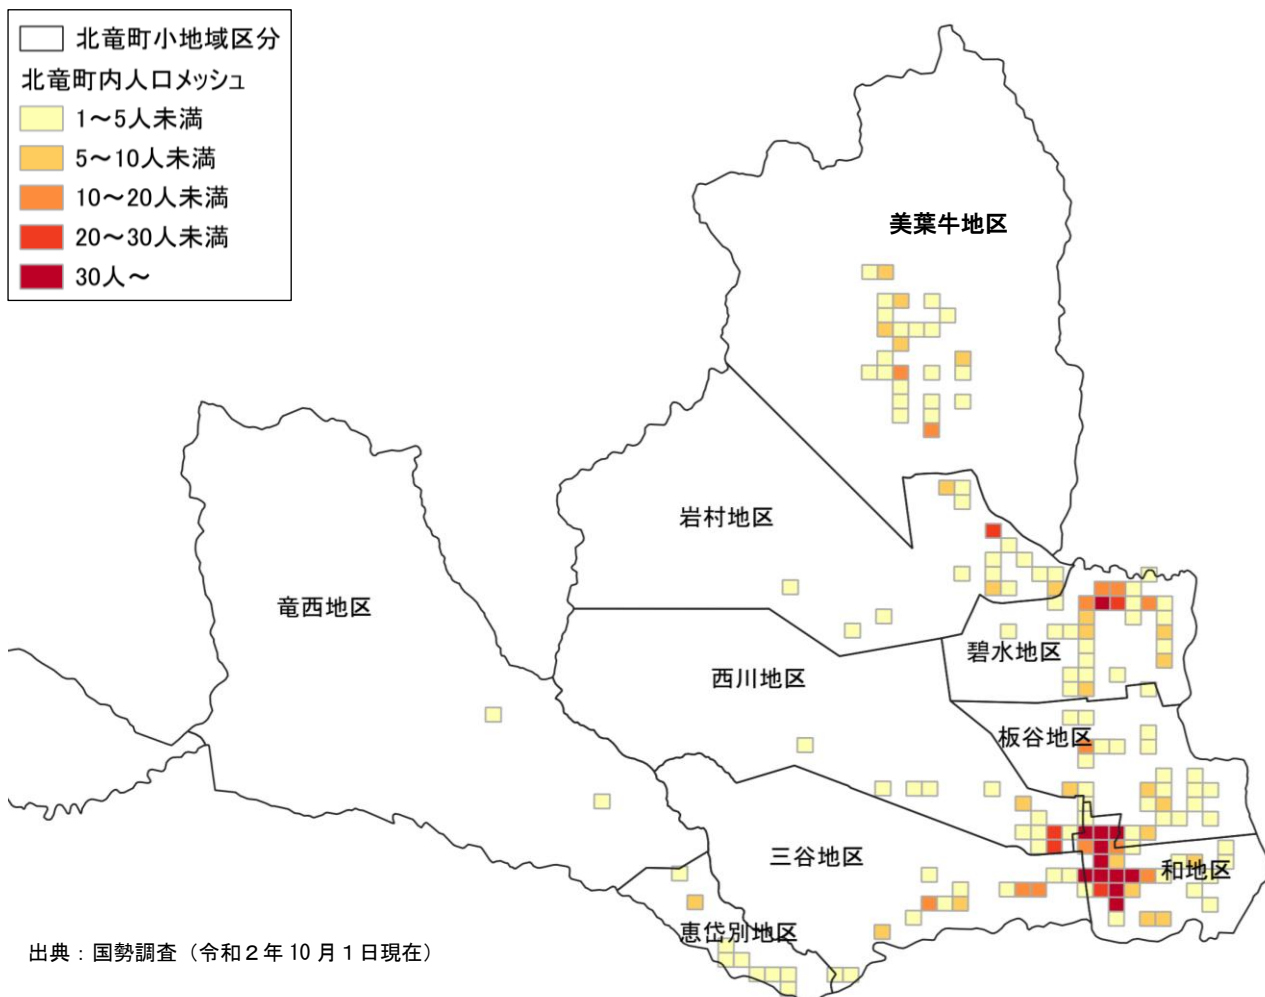 北竜町小地域区分
北竜町内人口メッシュ
1～5人未満
5～10人未満
10～20人未満
20～30人未満
30人～
美葉牛地区
岩村地区
竜西地区
碧水地区
西川地区
板谷地区
三谷地区
和地区
恵岱別地区
出典：国勢調査（令和２年 10 月１日現在）